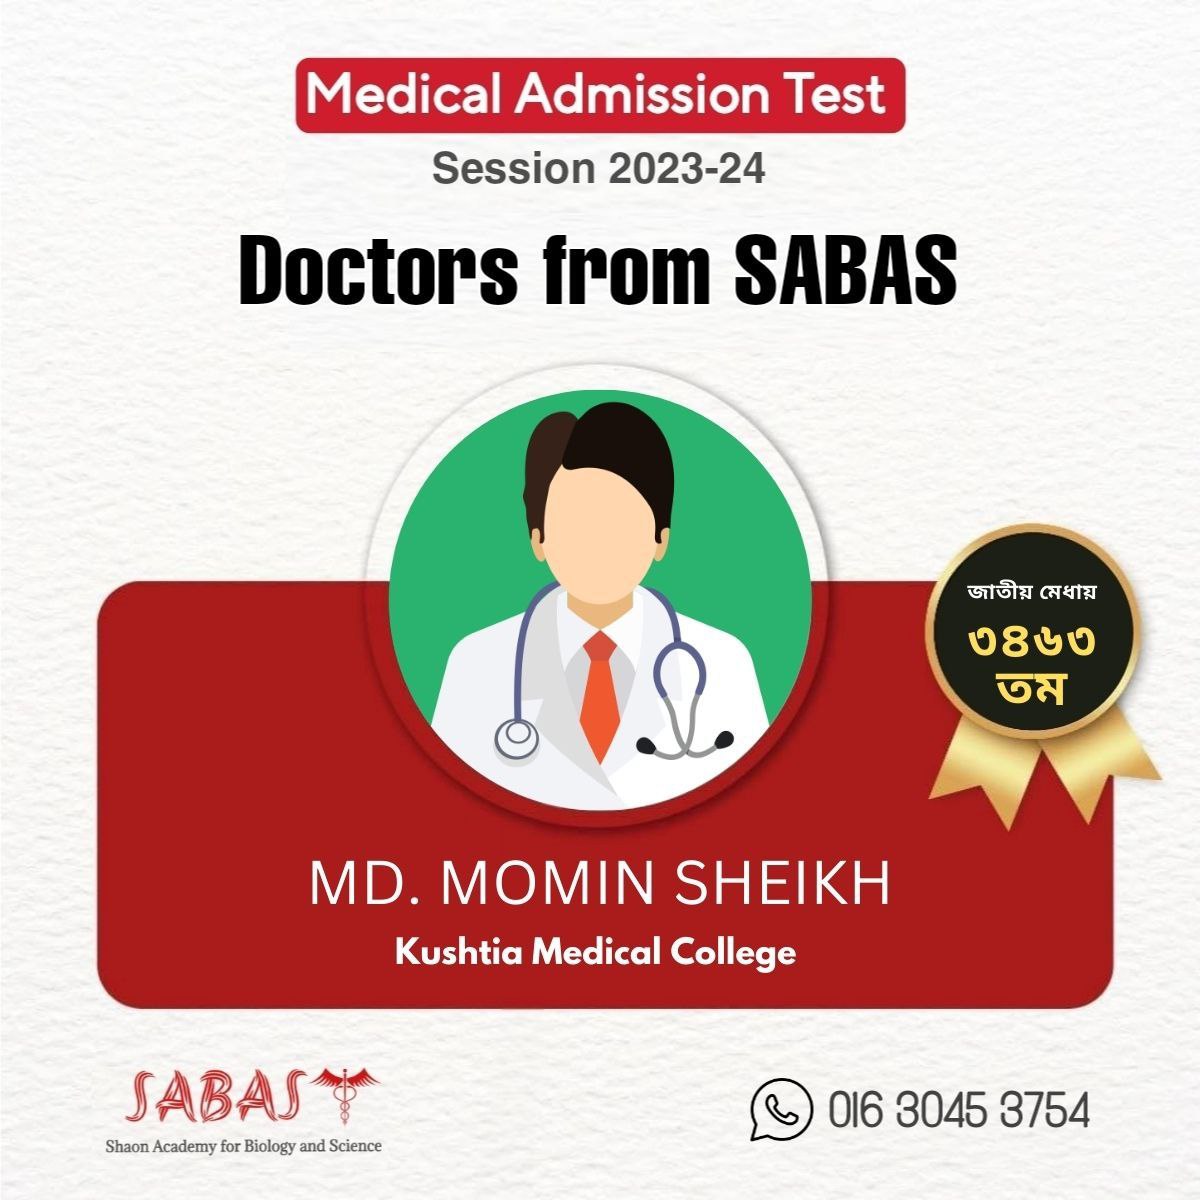 Medical Admission Test
Session 2023-24
Doctors from SABAS
জাতীয় মেধায়
৩৪৬৩
তম
MD. MOMIN SHEIKH
Kushtia Medical College
SABAS
Shaon Academy for Biology and Science
016 3045 3754